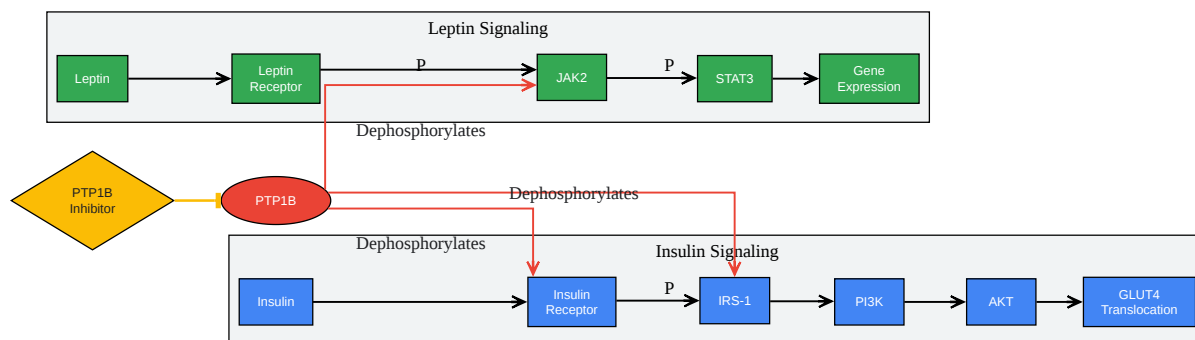 Leptin Signaling
Leptin
Leptin
Receptor
P
JAK2
P
STAT3
Gene
Expression
Dephosphorylates
PTP1B
Inhibitor
PTP1B
Dephosphorylates
Dephosphorylates
Insulin Signaling
Insulin
Insulin
Receptor
P
IRS-1
PI3K
AKT
GLUT4
Translocation